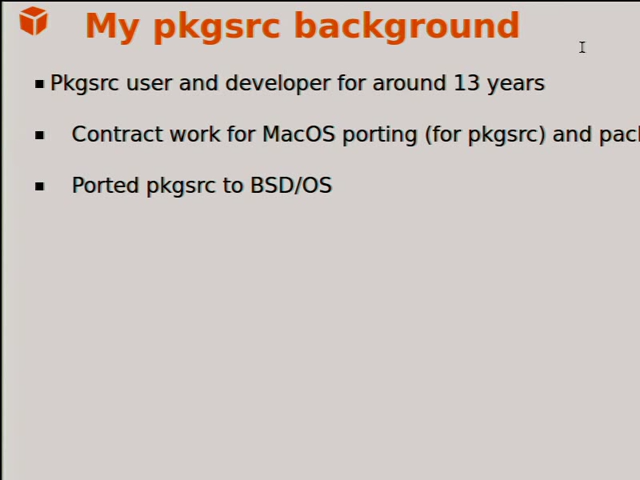 My pkgsrc background
Pkgsrc user and developer for around 13 years
Contract work for MacOS porting (for pkgsrc) and
Ported pkgsrc to BSD/OS